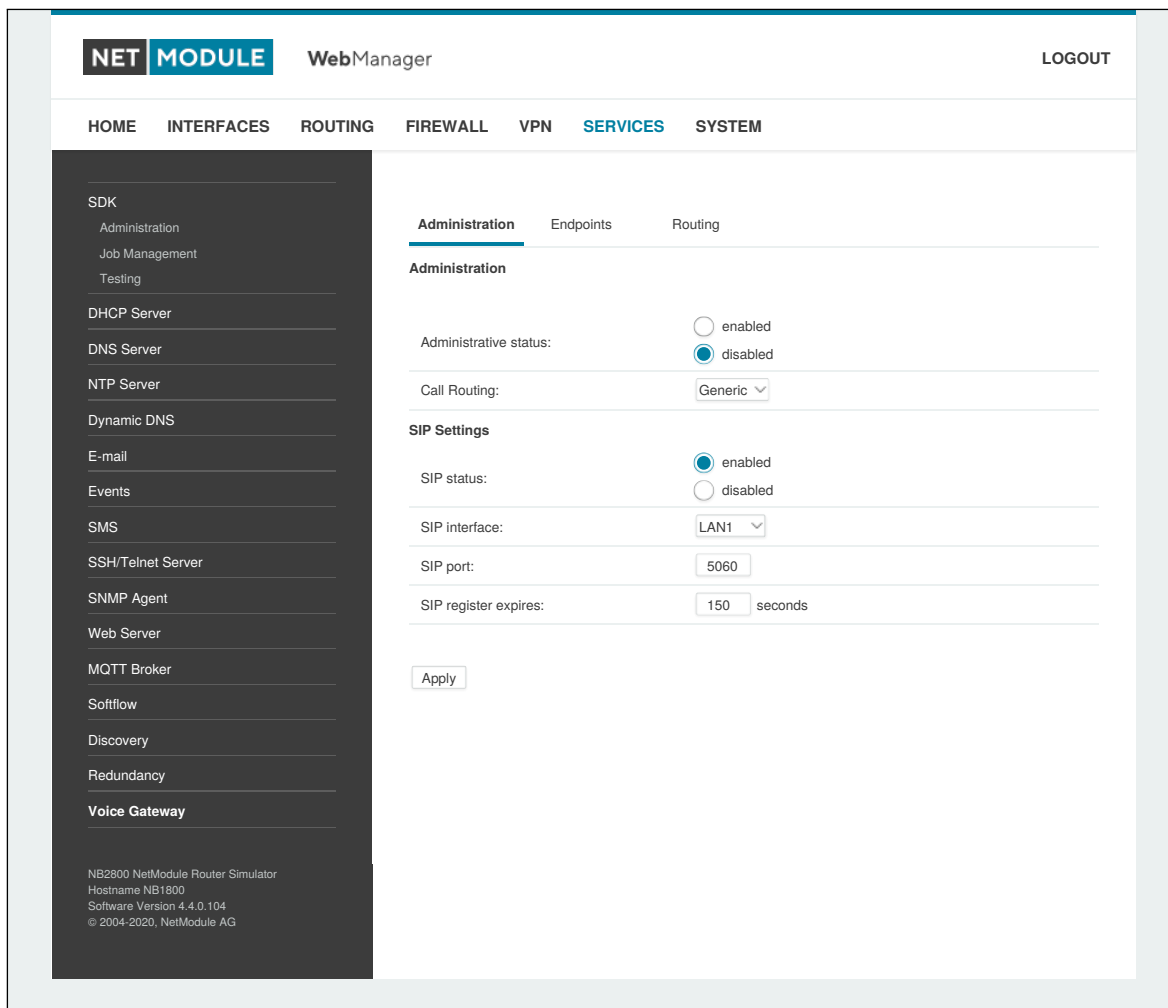 NET MODULE WebManager LOGOUT
HOME INTERFACES ROUTING FIREWALL VPN SERVICES SYSTEM
SDK
Administration
Job Management
Testing
DHCP Server
DNS Server
NTP Server
Dynamic DNS
E-mail
Events
SMS
SSH/Telnet Server
SNMP Agent
Web Server
MQTT Broker
Softflow
Discovery
Redundancy
Voice Gateway
NB2800 NetModule Router Simulator
Hostname NB1800
Software Version 4.4.0.104
© 2004-2020, NetModule AG
Administration Endpoints Routing
Administration
Administrative status:
enabled
disabled
Call Routing: Generic
SIP Settings
SIP status:
enabled
disabled
SIP interface: LAN1
SIP port: 5060
SIP register expires: 150 seconds
Apply